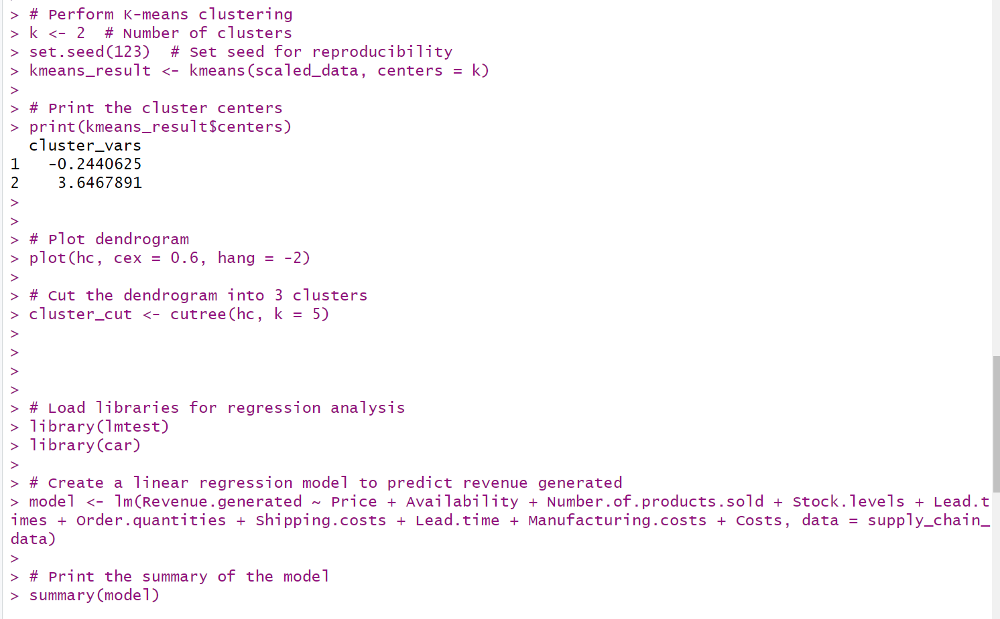 > # Perform K-means clustering
> k <- 2  # Number of clusters
> set.seed(123)  # Set seed for reproducibility
> kmeans_result <- kmeans(scaled_data, centers = k)
>
> # Print the cluster centers
> print(kmeans_result$centers)
  cluster_vars
1   -0.2440625
2    3.6467891
>
>
> # Plot dendrogram
> plot(hc, cex = 0.6, hang = -2)
>
> # Cut the dendrogram into 3 clusters
> cluster_cut <- cutree(hc, k = 5)
>
>
>
>
> # Load libraries for regression analysis
> library(lmtest)
> library(car)
>
> # Create a linear regression model to predict revenue generated
> model <- lm(Revenue.generated ~ Price + Availability + Number.of.products.sold + Stock.levels + Lead.t
imes + Order.quantities + Shipping.costs + Lead.time + Manufacturing.costs + Costs, data = supply_chain_
data)
>
> # Print the summary of the model
> summary(model)